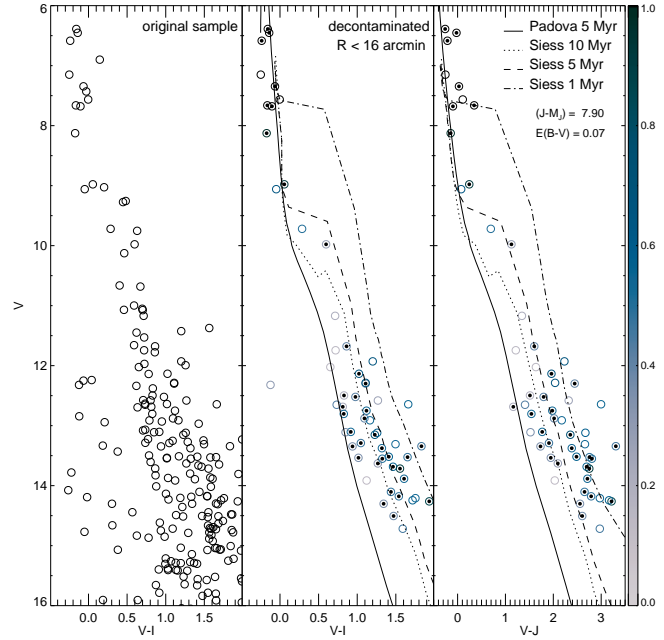 original sample
decontaminated
R < 16 arcmin
Padova 5 Myr
Siess 10 Myr
Siess 5 Myr
Siess 1 Myr
(J-M_J) = 7.90
E(B-V) = 0.07
V
6
8
10
12
14
16
0.0 0.5 1.0 1.5
V-I
0.0 0.5 1.0 1.5
V-I
0 1 2 3
V-J
1.0
0.8
0.6
0.4
0.2
0.0